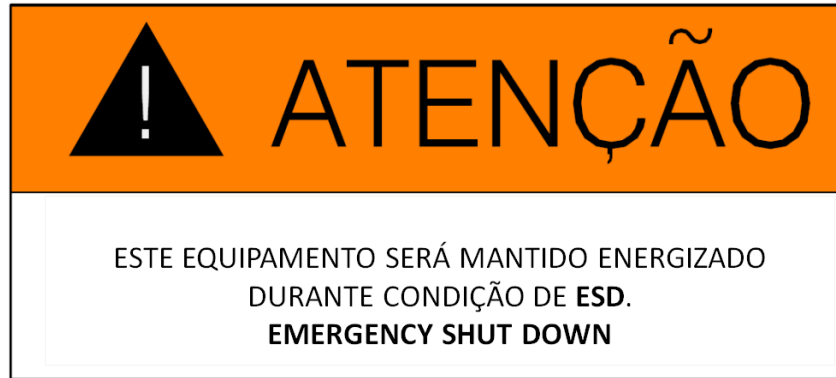 ! ATENÇÃO
ESTE EQUIPAMENTO SERÁ MANTIDO ENERGIZADO
DURANTE CONDIÇÃO DE ESD.
EMERGENCY SHUT DOWN